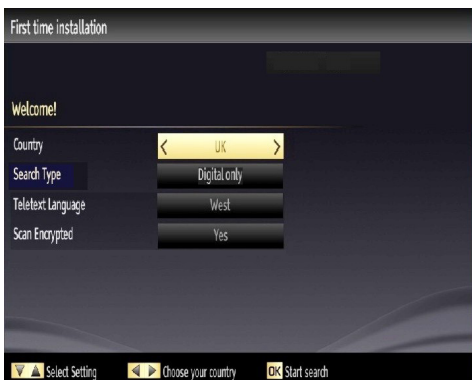 First time installation
Welcome!
Country < UK >
Search Type Digital only
Teletext Language West
Scan Encrypted Yes
Select Setting Choose your country OK Start search